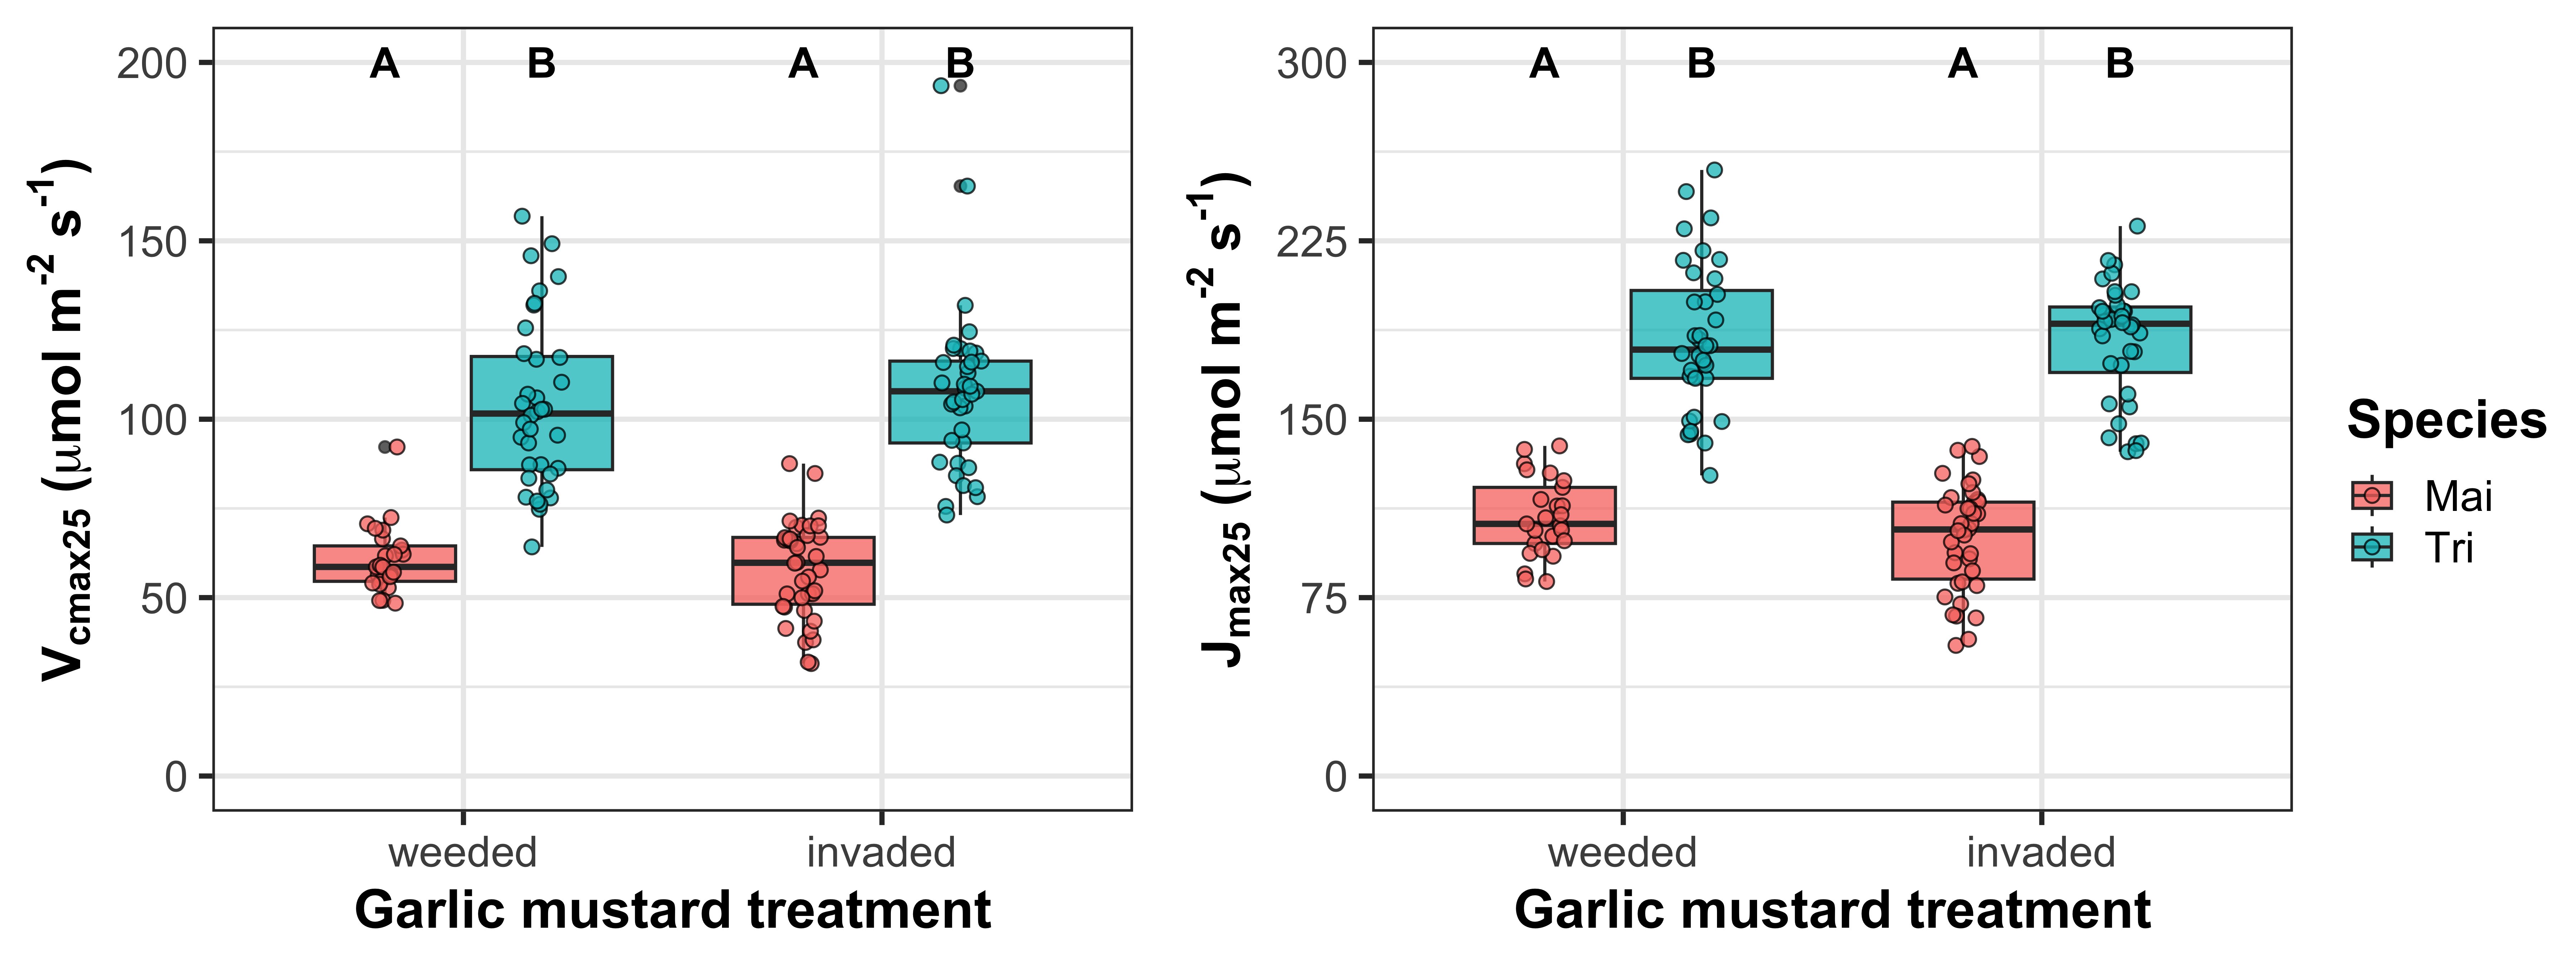 A B A B
200
150
100
50
0
weeded invaded
Garlic mustard treatment
Vcmax25 (μmol m-2 s-1)
A B A B
300
225
150
75
0
weeded invaded
Garlic mustard treatment
Jmax25 (μmol m-2 s-1)
Species
Mai
Tri